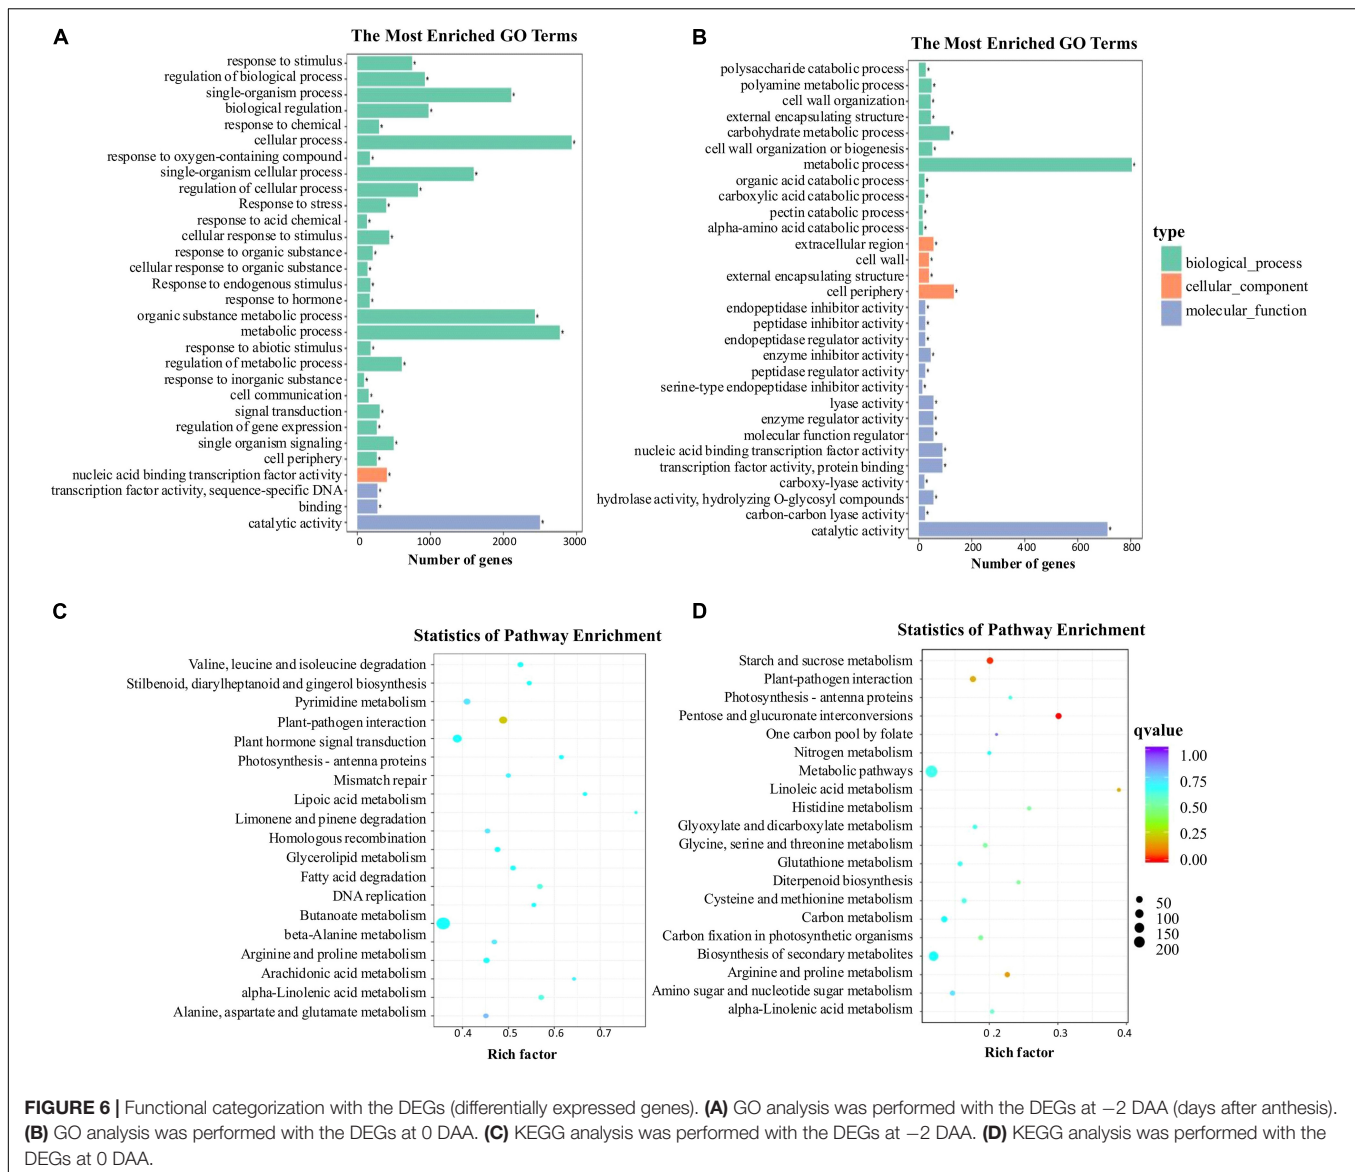 A
The Most Enriched GO Terms
response to stimulus
regulation of biological process
single-organism process
biological regulation
response to chemical
cellular process
response to oxygen-containing compound
single-organism cellular process
regulation of cellular process
Response to stress
response to acid chemical
cellular response to stimulus
response to organic substance
cellular response to organic substance
Response to endogenous stimulus
response to hormone
organic substance metabolic process
metabolic process
response to abiotic stimulus
regulation of metabolic process
response to inorganic substance
cell communication
signal transduction
regulation of gene expression
single organism signaling
cell periphery
nucleic acid binding transcription factor activity
transcription factor activity, sequence-specific DNA
binding
catalytic activity
0 1000 2000 3000
Number of genes
B
The Most Enriched GO Terms
polysaccharide catabolic process
polyamine metabolic process
cell wall organization
external encapsulating structure
carbohydrate metabolic process
cell wall organization or biogenesis
metabolic process
organic acid catabolic process
carboxylic acid catabolic process
pectin catabolic process
alpha-amino acid catabolic process
extracellular region
cell wall
external encapsulating structure
cell periphery
endopeptidase inhibitor activity
peptidase inhibitor activity
endopeptidase regulator activity
enzyme inhibitor activity
peptidase regulator activity
serine-type endopeptidase inhibitor activity
lyase activity
enzyme regulator activity
molecular function regulator
nucleic acid binding transcription factor activity
transcription factor activity, protein binding
carboxy-lyase activity
hydrolase activity, hydrolyzing O-glycosyl compounds
carbon-carbon lyase activity
catalytic activity
0 200 400 600 800
Number of genes
type
biological_process
cellular_component
molecular_function
C
Statistics of Pathway Enrichment
Valine, leucine and isoleucine degradation
Stilbenoid, diarylheptanoid and gingerol biosynthesis
Pyrimidine metabolism
Plant-pathogen interaction
Plant hormone signal transduction
Photosynthesis - antenna proteins
Mismatch repair
Lipoic acid metabolism
Limonene and pinene degradation
Homologous recombination
Glycerolipid metabolism
Fatty acid degradation
DNA replication
Butanoate metabolism
beta-Alanine metabolism
Arginine and proline metabolism
Arachidonic acid metabolism
alpha-Linolenic acid metabolism
Alanine, aspartate and glutamate metabolism
0.4 0.5 0.6 0.7
Rich factor
D
Statistics of Pathway Enrichment
Starch and sucrose metabolism
Plant-pathogen interaction
Photosynthesis - antenna proteins
Pentose and glucuronate interconversions
One carbon pool by folate
Nitrogen metabolism
Metabolic pathways
Linoleic acid metabolism
Histidine metabolism
Glyoxylate and dicarboxylate metabolism
Glycine, serine and threonine metabolism
Glutathione metabolism
Diterpenoid biosynthesis
Cysteine and methionine metabolism
Carbon metabolism
Carbon fixation in photosynthetic organisms
Biosynthesis of secondary metabolites
Arginine and proline metabolism
Amino sugar and nucleotide sugar metabolism
alpha-Linolenic acid metabolism
0.2 0.3 0.4
Rich factor
qvalue
1.00
0.75
0.50
0.25
0.00
50
100
150
200
FIGURE 6 | Functional categorization with the DEGs (differentially expressed genes). (A) GO analysis was performed with the DEGs at −2 DAA (days after anthesis).
(B) GO analysis was performed with the DEGs at 0 DAA. (C) KEGG analysis was performed with the DEGs at −2 DAA. (D) KEGG analysis was performed with the
DEGs at 0 DAA.